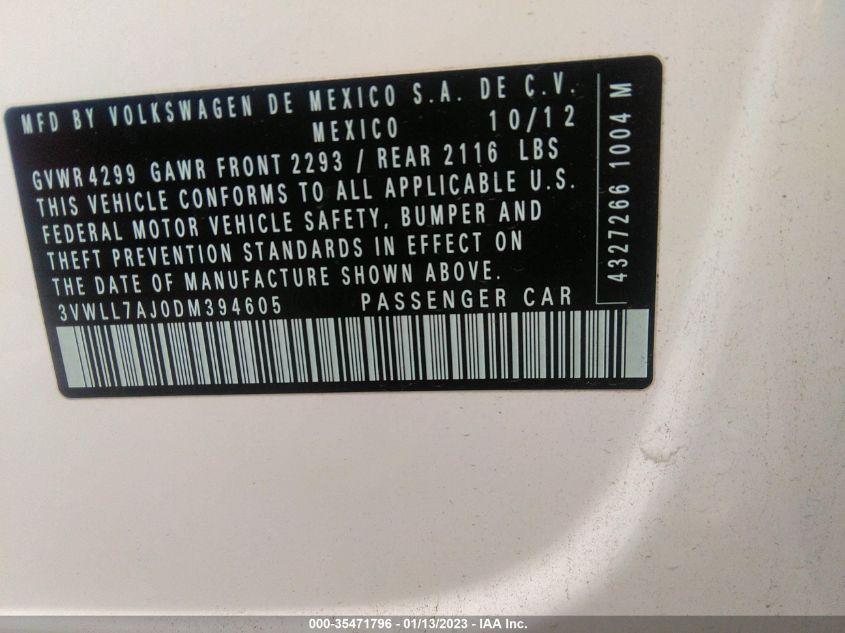 MFD BY VOLKSWAGEN DE MEXICO S.A. DE C.V.
MEXICO 10/12
GVWR 4299 GAWR FRONT 2293 / REAR 2116 LBS
THIS VEHICLE CONFORMS TO ALL APPLICABLE U.S.
FEDERAL MOTOR VEHICLE SAFETY, BUMPER AND
THEFT PREVENTION STANDARDS IN EFFECT ON
THE DATE OF MANUFACTURE SHOWN ABOVE.
3VWLL7AJ0DM394605 PASSENGER CAR
4327266 1004 M
000-35471796 - 01/13/2023 - IAA Inc.